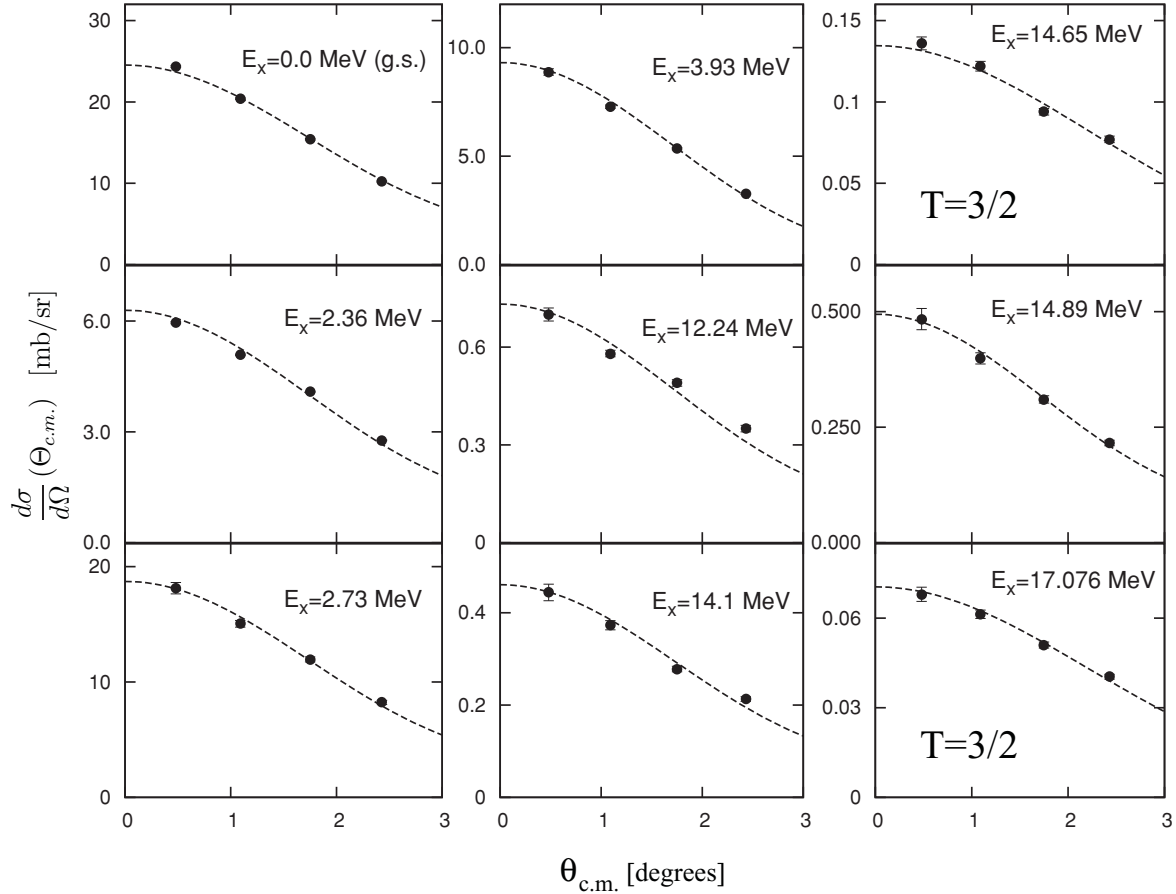 30
20
10
0
E_x=0.0 MeV (g.s.)
10.0
5.0
0.0
E_x=3.93 MeV
0.15
0.1
0.05
0
E_x=14.65 MeV
T=3/2
dσ/dΩ (Θ_{c.m.}) [mb/sr]
6.0
3.0
0.0
E_x=2.36 MeV
0.6
0.3
0
E_x=12.24 MeV
0.500
0.250
0.000
E_x=14.89 MeV
20
10
0
E_x=2.73 MeV
0.4
0.2
0
E_x=14.1 MeV
0.06
0.03
0
E_x=17.076 MeV
T=3/2
0 1 2 3
0 1 2 3
0 1 2 3
θ_{c.m.} [degrees]